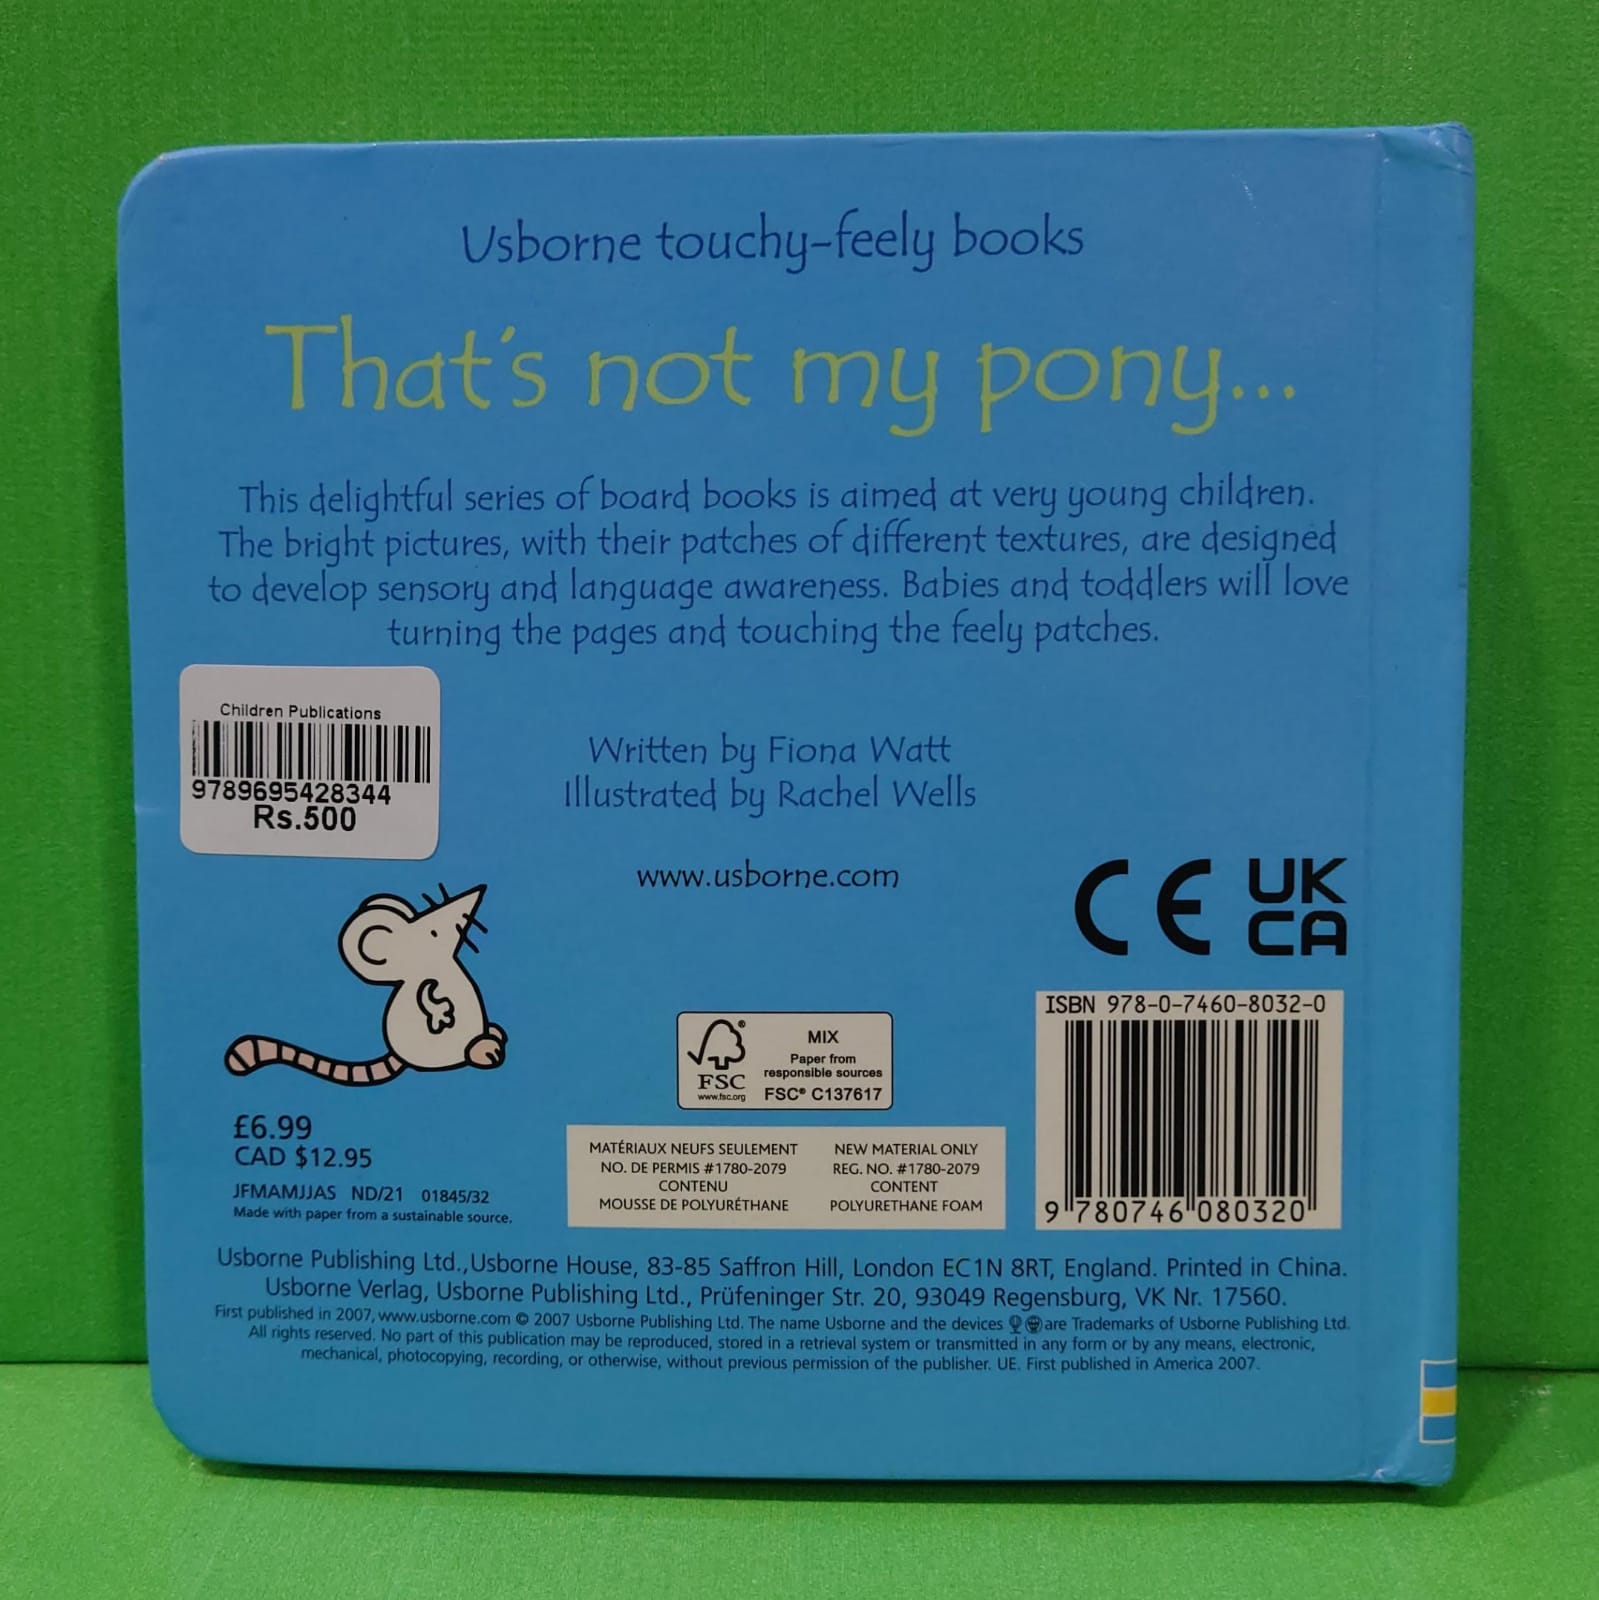 Usborne touchy-feely books
That's not my pony...
This delightful series of board books is aimed at very young children.
The bright pictures, with their patches of different textures, are designed
to develop sensory and language awareness. Babies and toddlers will love
turning the pages and touching the feely patches.
Children Publications
9789695428344
Rs.500
Written by Fiona Watt
Illustrated by Rachel Wells
www.usborne.com
CE
UK
CA
£6.99
CAD $12.95
JFMAMJJAS ND/21 01845/32
Made with paper from a sustainable source.
FSC®
www.fsc.org
MIX
Paper from
responsible sources
FSC® C137617
MATÉRIAUX NEUFS SEULEMENT
NO. DE PERMIS #1780-2079
CONTENU
MOUSSE DE POLYURÉTHANE
NEW MATERIAL ONLY
REG. NO. #1780-2079
CONTENT
POLYURETHANE FOAM
ISBN 978-0-7460-8032-0
9 780746 080320
Usborne Publishing Ltd., Usborne House, 83-85 Saffron Hill, London EC1N 8RT, England. Printed in China.
Usborne Verlag, Usborne Publishing Ltd., Prüfeninger Str. 20, 93049 Regensburg, VK Nr. 17560.
First published in 2007, www.usborne.com © 2007 Usborne Publishing Ltd. The name Usborne and the devices are Trademarks of Usborne Publishing Ltd.
All rights reserved. No part of this publication may be reproduced, stored in a retrieval system or transmitted in any form or by any means, electronic,
mechanical, photocopying, recording, or otherwise, without previous permission of the publisher. UE. First published in America 2007.